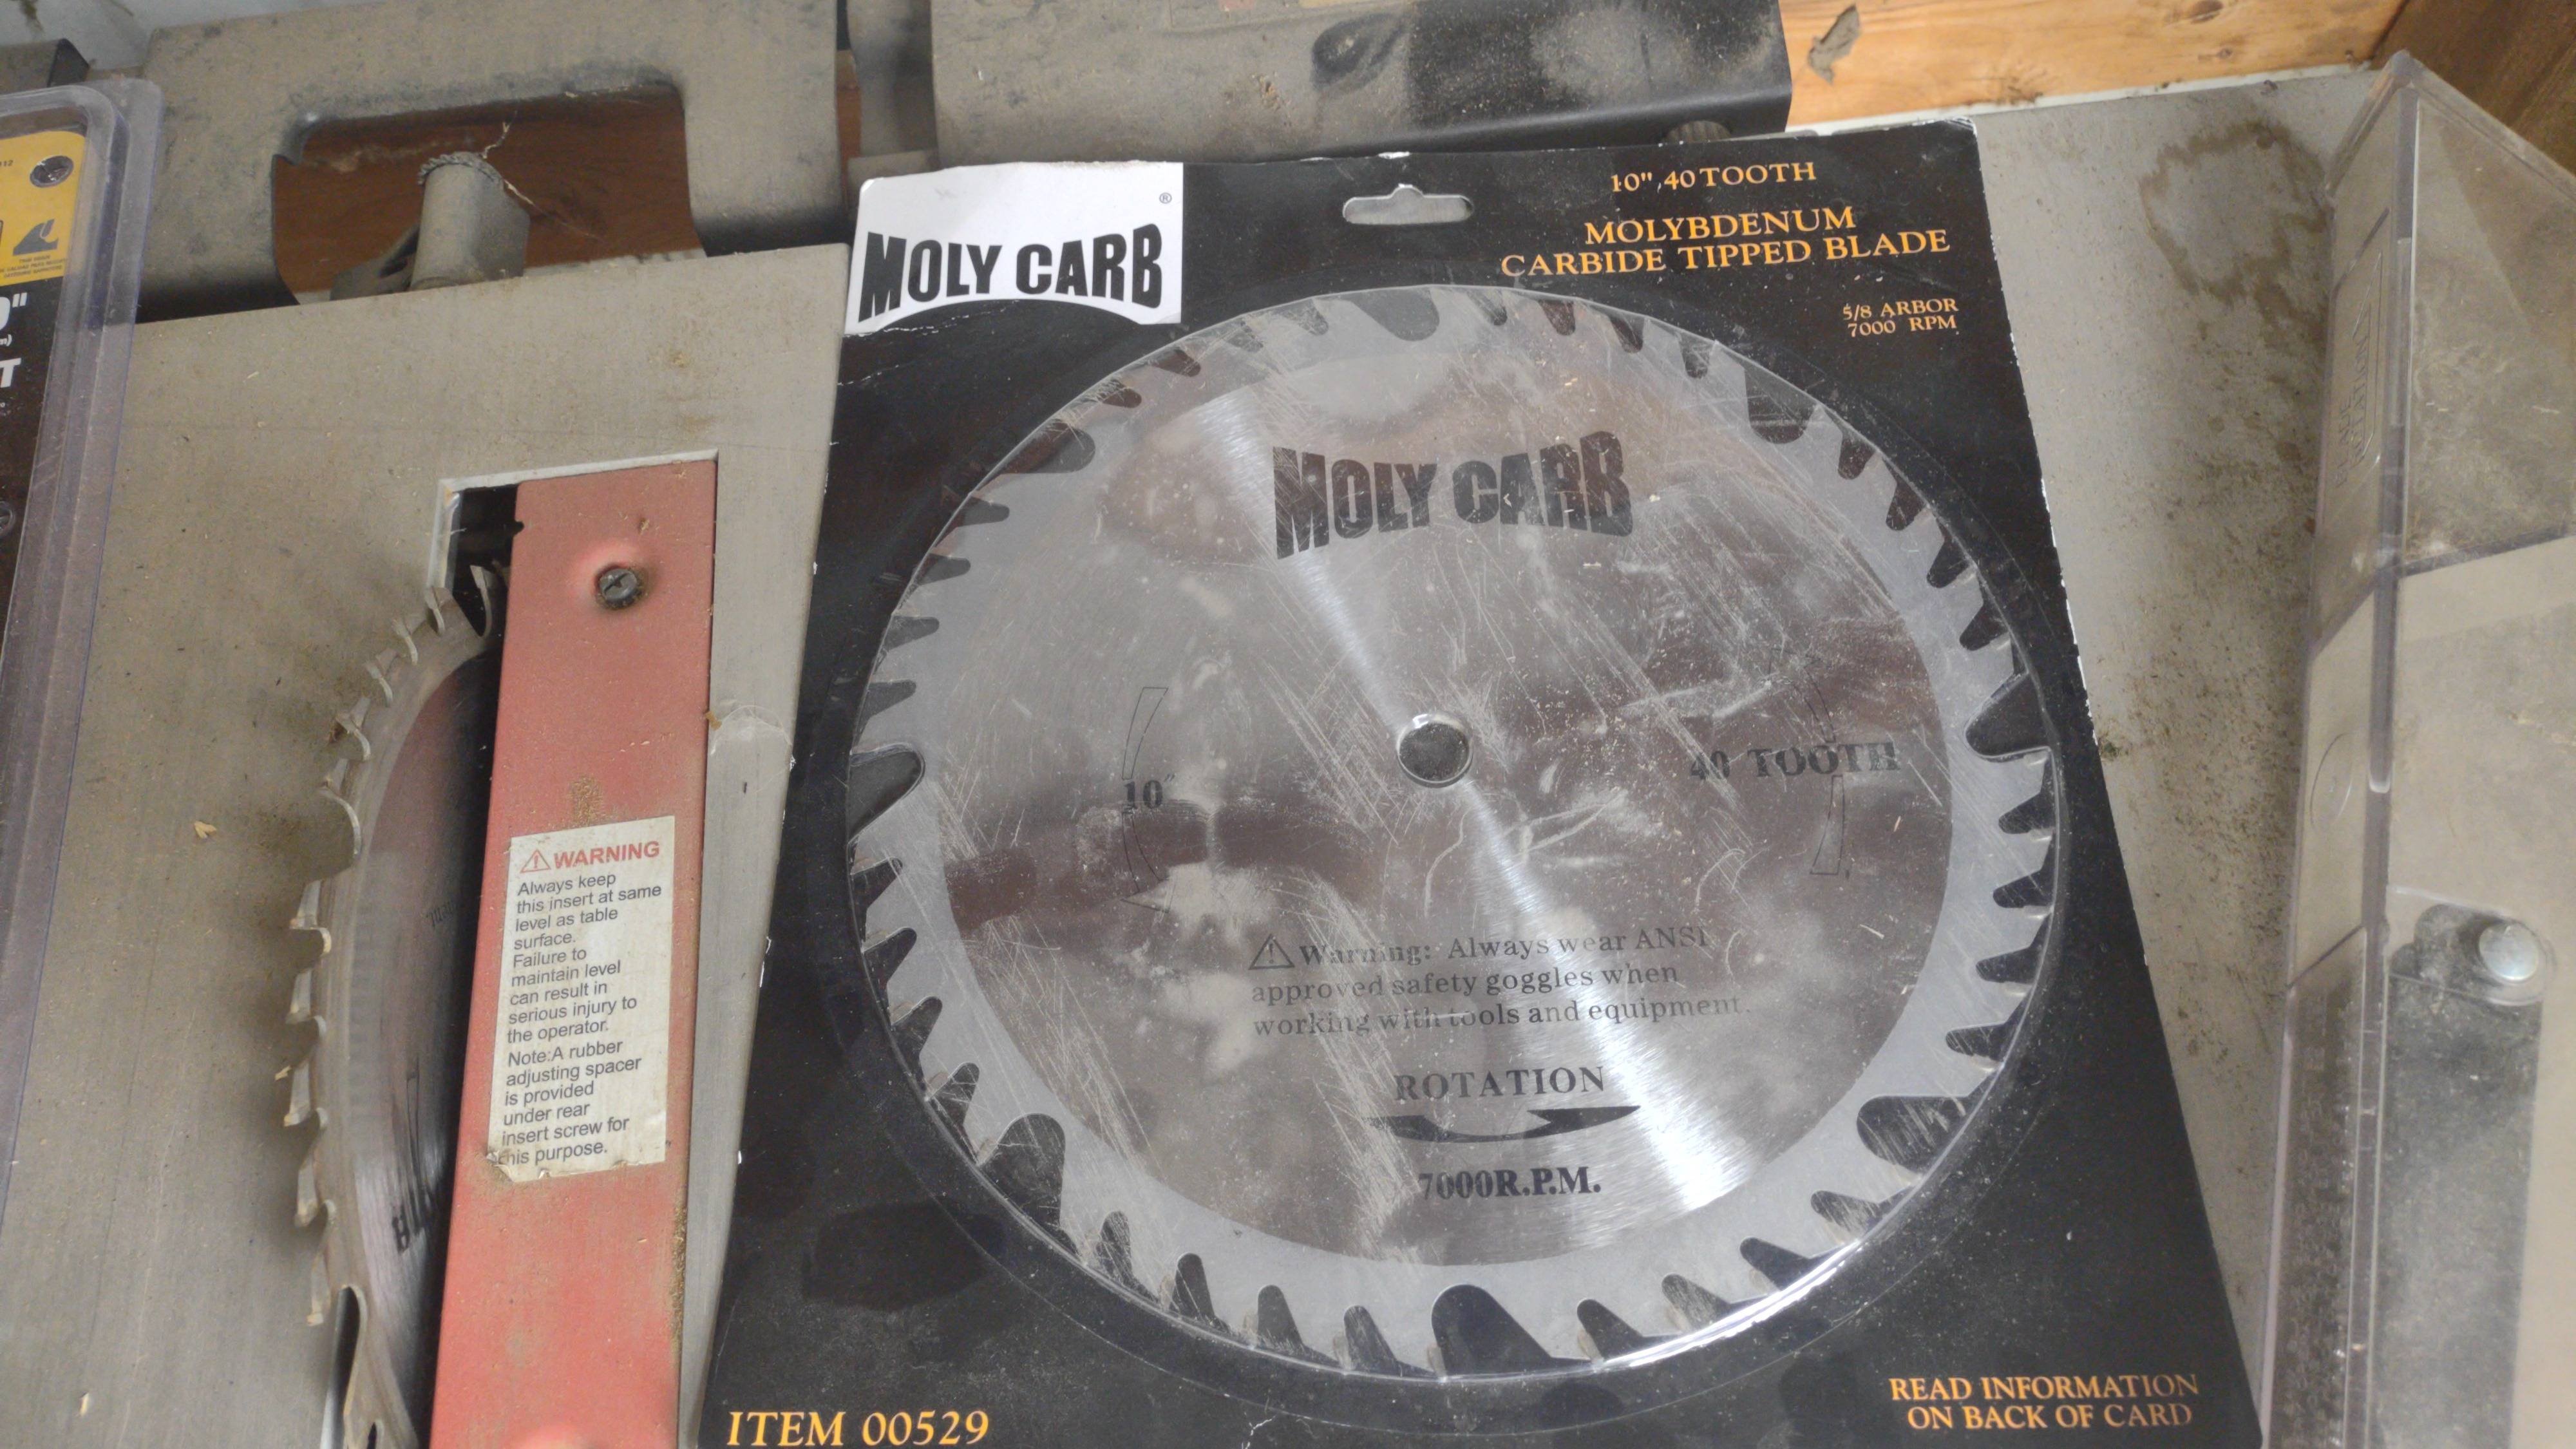 MOLY CARB
®
10", 40 TOOTH
MOLYBDENUM
CARBIDE TIPPED BLADE
5/8 ARBOR
7000 RPM
MOLY CARB
10"
40 TOOTH
Warning: Always wear ANSI
approved safety goggles when
working with tools and equipment.
ROTATION
7000R.P.M.
ITEM 00529
READ INFORMATION
ON BACK OF CARD
WARNING
Always keep
this insert at same
level as table
surface.
Failure to
maintain level
can result in
serious injury to
the operator.
Note:A rubber
adjusting spacer
is provided
under rear
insert screw for
this purpose.